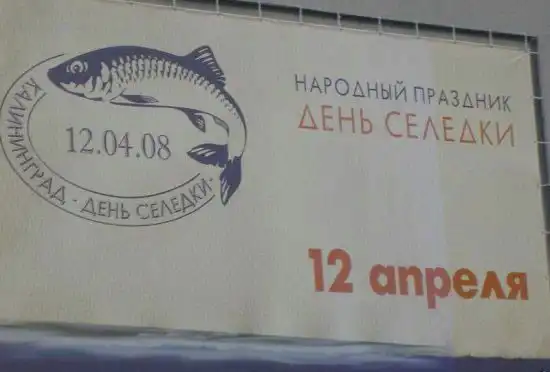 КАЛИНИНГРАД - ДЕНЬ СЕЛЕДКИ
12.04.08
НАРОДНЫЙ ПРАЗДНИК
ДЕНЬ СЕЛЕДКИ
12 апреля